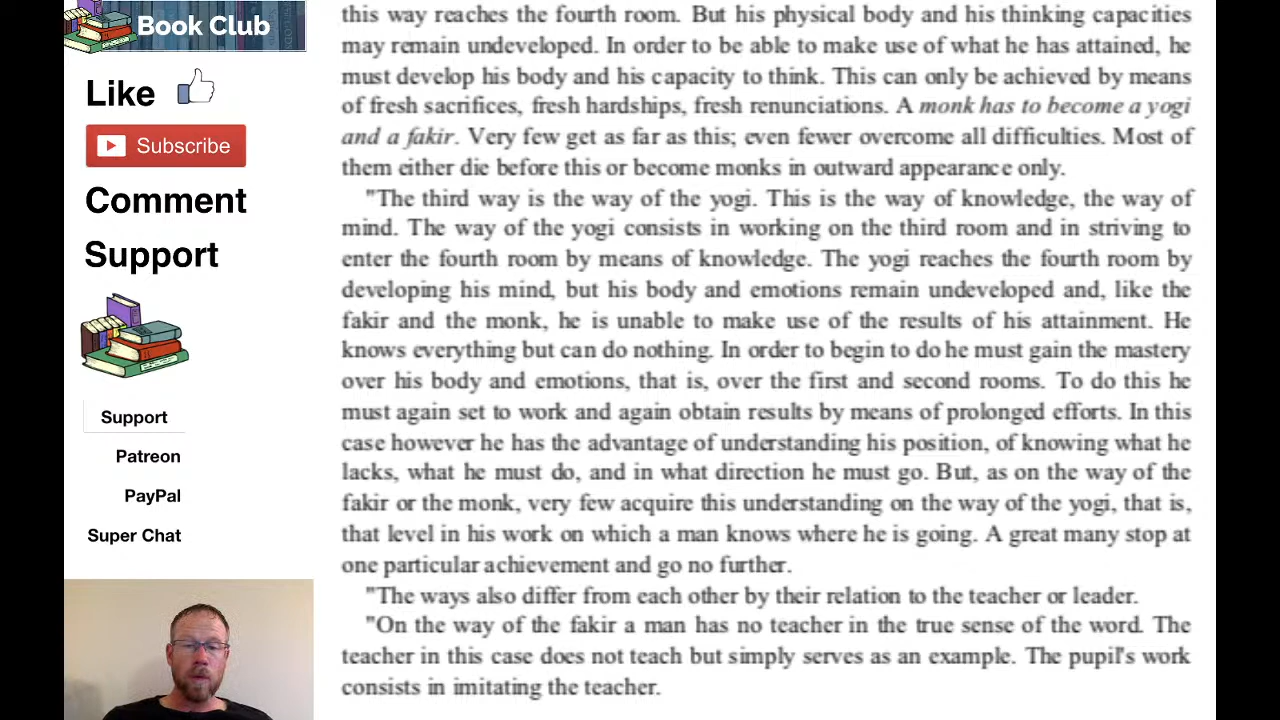 Book Club
Like
Subscribe
Comment
Support
Support
Patreon
PayPal
Super Chat
this way reaches the fourth room. But his physical body and his thinking capacities
may remain undeveloped. In order to be able to make use of what he has attained, he
must develop his body and his capacity to think. This can only be achieved by means
of fresh sacrifices, fresh hardships, fresh renunciations. A monk has to become a yogi
and a fakir. Very few get as far as this; even fewer overcome all difficulties. Most of
them either die before this or become monks in outward appearance only.
"The third way is the way of the yogi. This is the way of knowledge, the way of
mind. The way of the yogi consists in working on the third room and in striving to
enter the fourth room by means of knowledge. The yogi reaches the fourth room by
developing his mind, but his body and emotions remain undeveloped and, like the
fakir and the monk, he is unable to make use of the results of his attainment. He
knows everything but can do nothing. In order to begin to do he must gain the mastery
over his body and emotions, that is, over the first and second rooms. To do this he
must again set to work and again obtain results by means of prolonged efforts. In this
case however he has the advantage of understanding his position, of knowing what he
lacks, what he must do, and in what direction he must go. But, as on the way of the
fakir or the monk, very few acquire this understanding on the way of the yogi, that is,
that level in his work on which a man knows where he is going. A great many stop at
one particular achievement and go no further.
"The ways also differ from each other by their relation to the teacher or leader.
"On the way of the fakir a man has no teacher in the true sense of the word. The
teacher in this case does not teach but simply serves as an example. The pupil's work
consists in imitating the teacher.